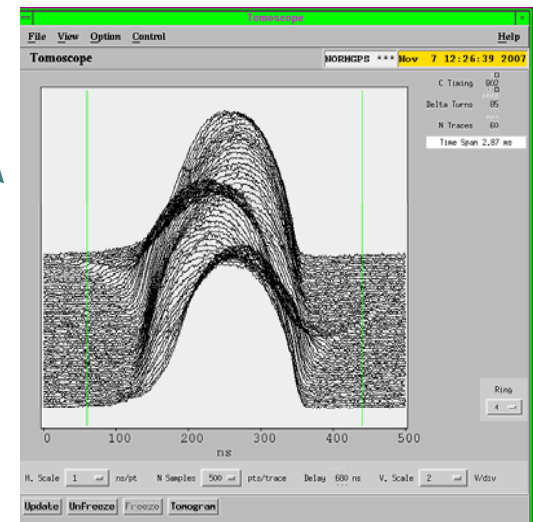 Tomoscope
File View Option Control Help
Tomoscope NORMGPS *** Nov 7 12:26:39 2007
C Timing 802
Delta Turns 85
N Traces 60
Time Span 2.87 ms
Ring
4
0 100 200 300 400 500
ns
H. Scale 1 ns/pt N Samples 500 pts/trace Delay 680 ns V. Scale 2 V/div
Update UnFreeze Freeze Tomogram